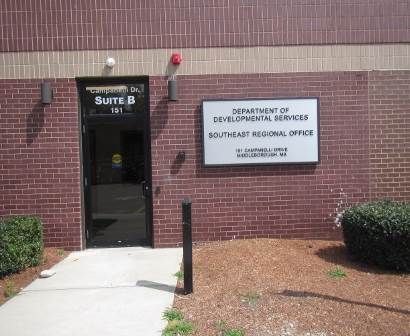 Campanelli Dr.
SUITE B
151
DEPARTMENT OF
DEVELOPMENTAL SERVICES
SOUTHEAST REGIONAL OFFICE
151 CAMPANELLI DRIVE
MIDDLEBOROUGH, MA